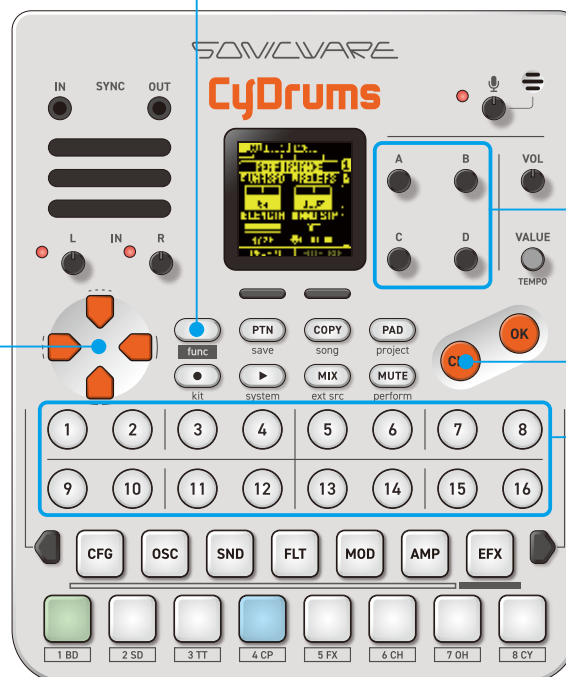 SONICWARE
IN SYNC OUT
CyDrums
A B VOL
L IN R
C D VALUE
TEMPO
OK
PTN COPY PAD
func save song project
MIX MUTE
kit system ext src perform
1 2 3 4 5 6 7 8
9 10 11 12 13 14 15 16
CFG OSC SND FLT MOD AMP EFX
1 BD 2 SD 3 TT 4 CP 5 FX 6 CH 7 OH 8 CY